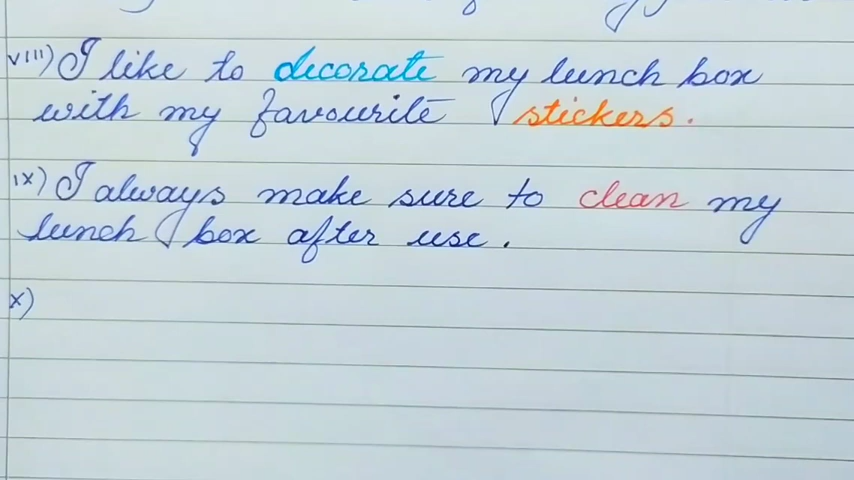 viii) I like to decorate my lunch box
with my favourite stickers.
ix) I always make sure to clean my
lunch box after use.
x)